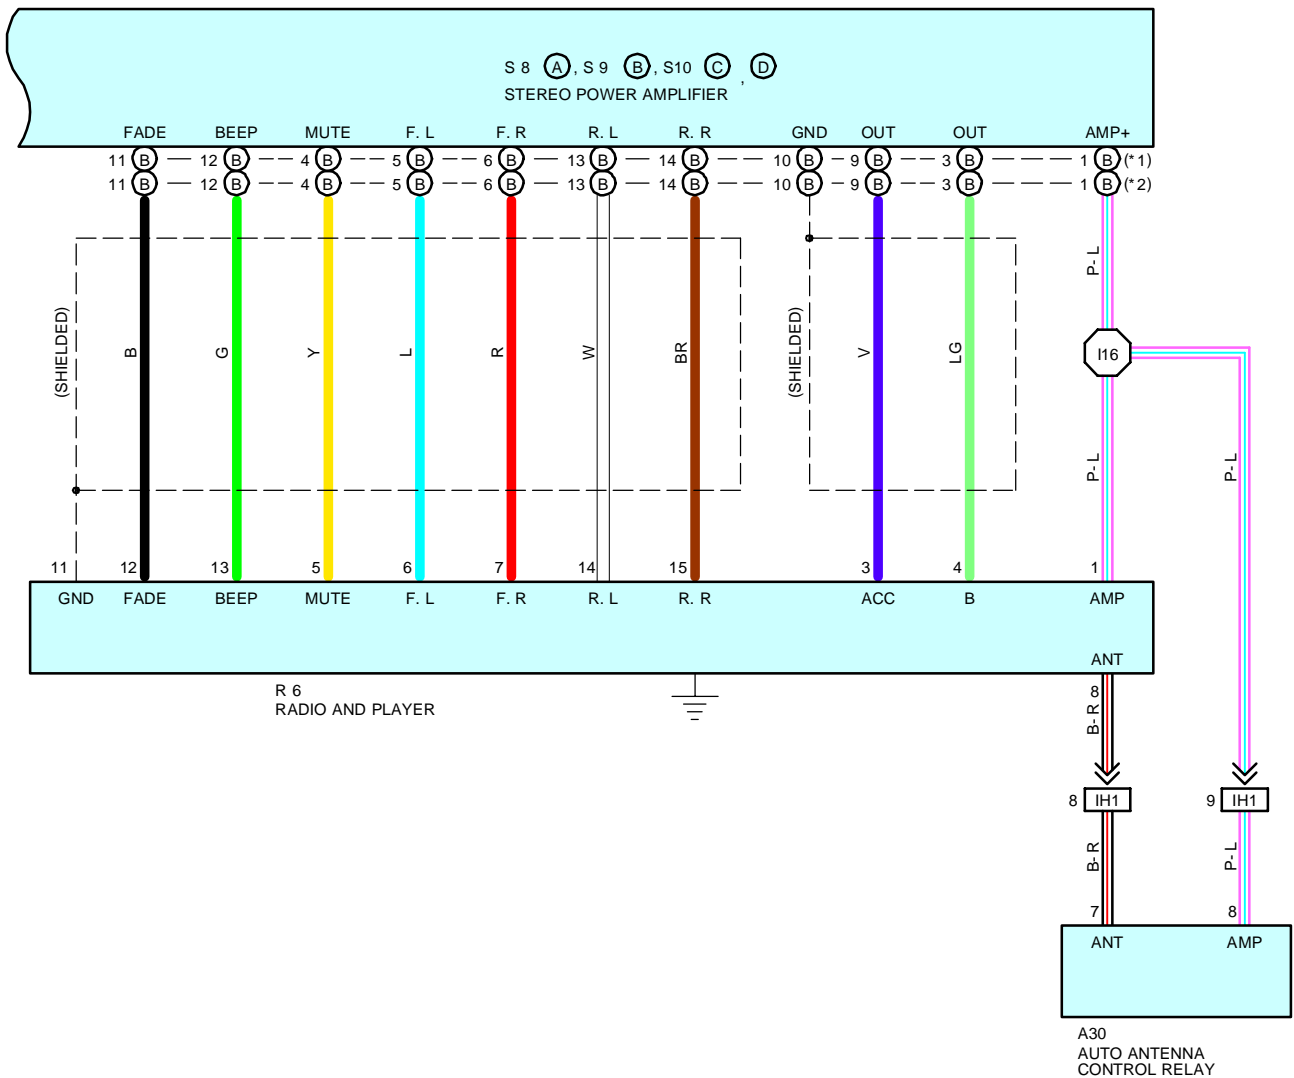 S 8 A, S 9 B, S10 C, D
STEREO POWER AMPLIFIER
FADE BEEP MUTE F. L F. R R. L R. R GND OUT OUT AMP+
11 B 12 B 4 B 5 B 6 B 13 B 14 B 10 B 9 B 3 B 1 B (*1)
11 B 12 B 4 B 5 B 6 B 13 B 14 B 10 B 9 B 3 B 1 B (*2)
P-L
(SHIELDED) B G Y L R W BR (SHIELDED) V LG I16
P-L P-L
11 12 13 5 6 7 14 15 3 4 1
GND FADE BEEP MUTE F. L F. R R. L R. R ACC B AMP
ANT
R 6
RADIO AND PLAYER
8
B-R
8 IH1 9 IH1
B-R P-L
7 8
ANT AMP
A30
AUTO ANTENNA
CONTROL RELAY